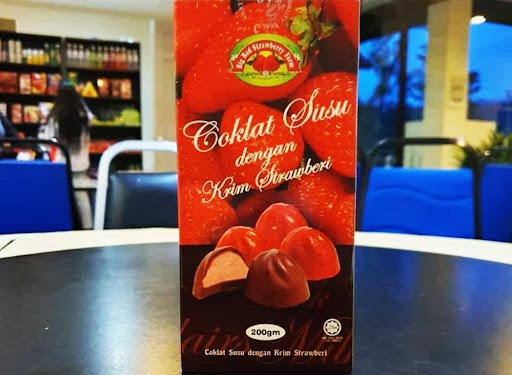 Big Red Strawberry Farm
Coklat Susu
dengan
Krim Strawberi
200gm
Coklat Susu dengan Krim Strawberi